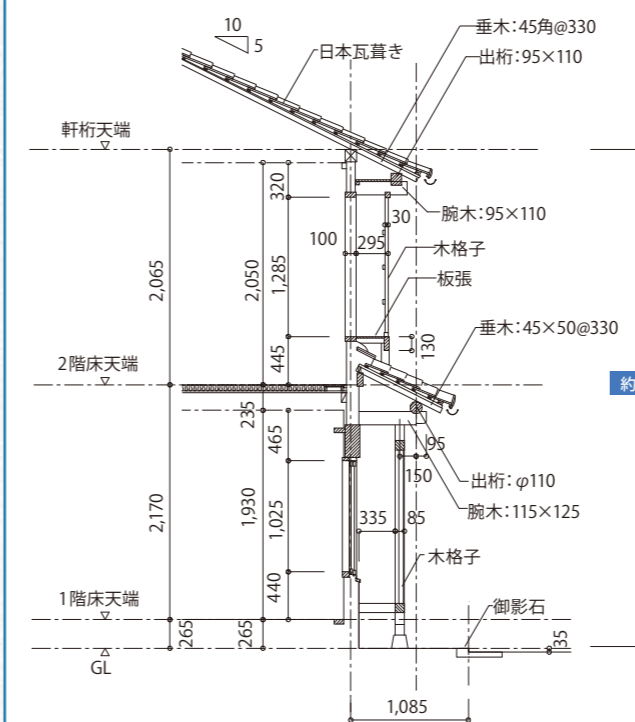 10
5
日本瓦葺き
垂木：45角@330
出桁：95×110
軒桁天端
腕木：95×110
320
30
100
295
木格子
板張
2,065
2,050
1,285
130
垂木：45×50@330
445
2階床天端
約
235
465
95
150
出桁：φ110
腕木：115×125
2,170
1,930
1,025
335
85
木格子
440
1階床天端
御影石
265
265
35
GL
1,085